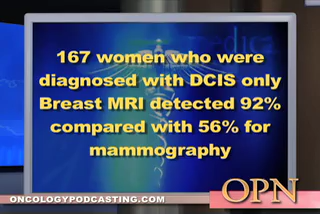 167 women who were
diagnosed with DCIS only
Breast MRI detected 92%
compared with 56% for
mammography
ONCOLOGYPODCASTING.COM
OPN